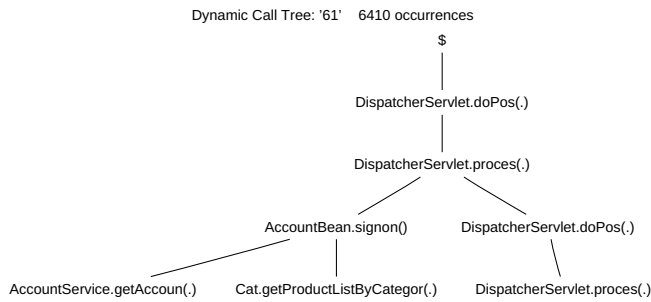 Dynamic Call Tree: '61' 6410 occurrences
$
DispatcherServlet.doPos(.)
DispatcherServlet.proces(.)
AccountBean.signon() DispatcherServlet.doPos(.)
AccountService.getAccoun(.) Cat.getProductListByCategor(.) DispatcherServlet.proces(.)